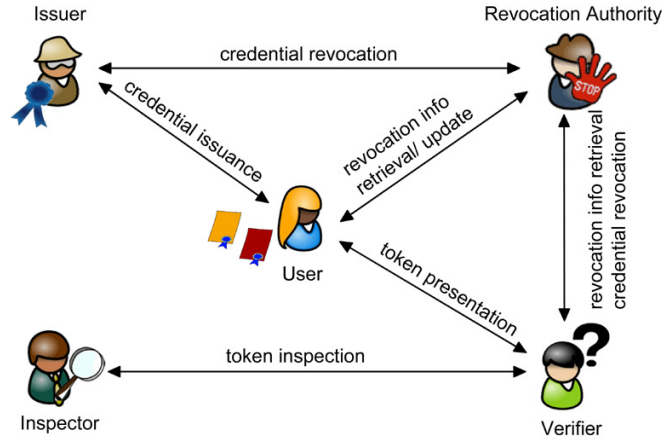 Issuer
Revocation Authority
credential revocation
STOP
credential issuance
revocation info
retrieval/ update
revocation info retrieval
credential revocation
User
token presentation
token inspection
Inspector
?
Verifier